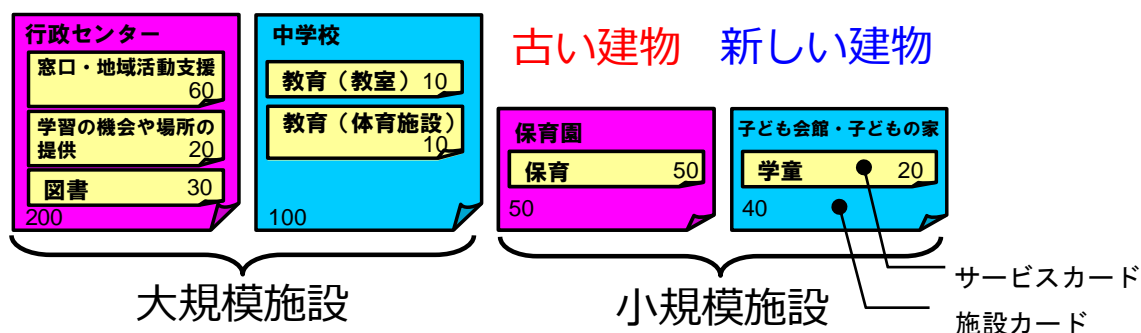 行政センター
窓口・地域活動支援
60
学習の機会や場所の
提供 20
図書 30
200
中学校
教育（教室）10
教育（体育施設）
10
100
古い建物 新しい建物
保育園
保育 50
50
子ども会館・子どもの家
学童 20
40
大規模施設
小規模施設
サービスカード
施設カード